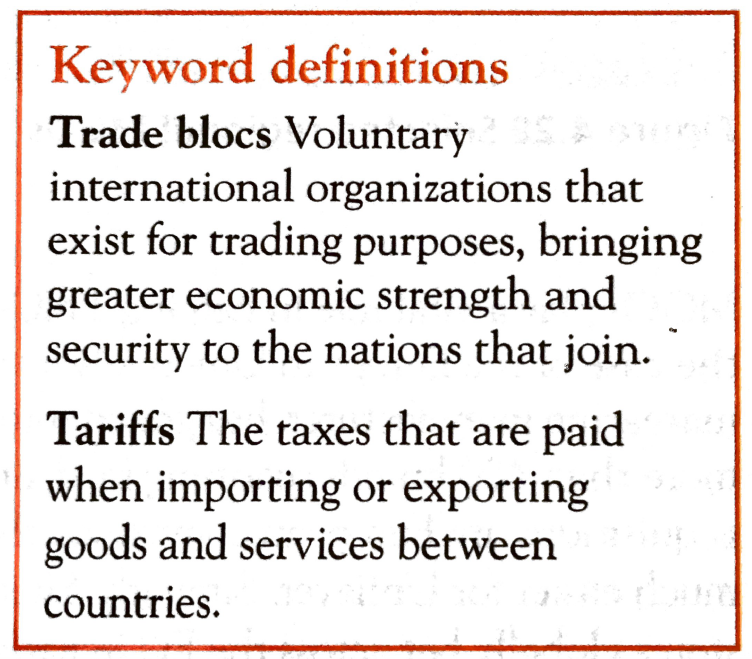 Keyword definitions
Trade blocs Voluntary
international organizations that
exist for trading purposes, bringing
greater economic strength and
security to the nations that join.
Tariffs The taxes that are paid
when importing or exporting
goods and services between
countries.